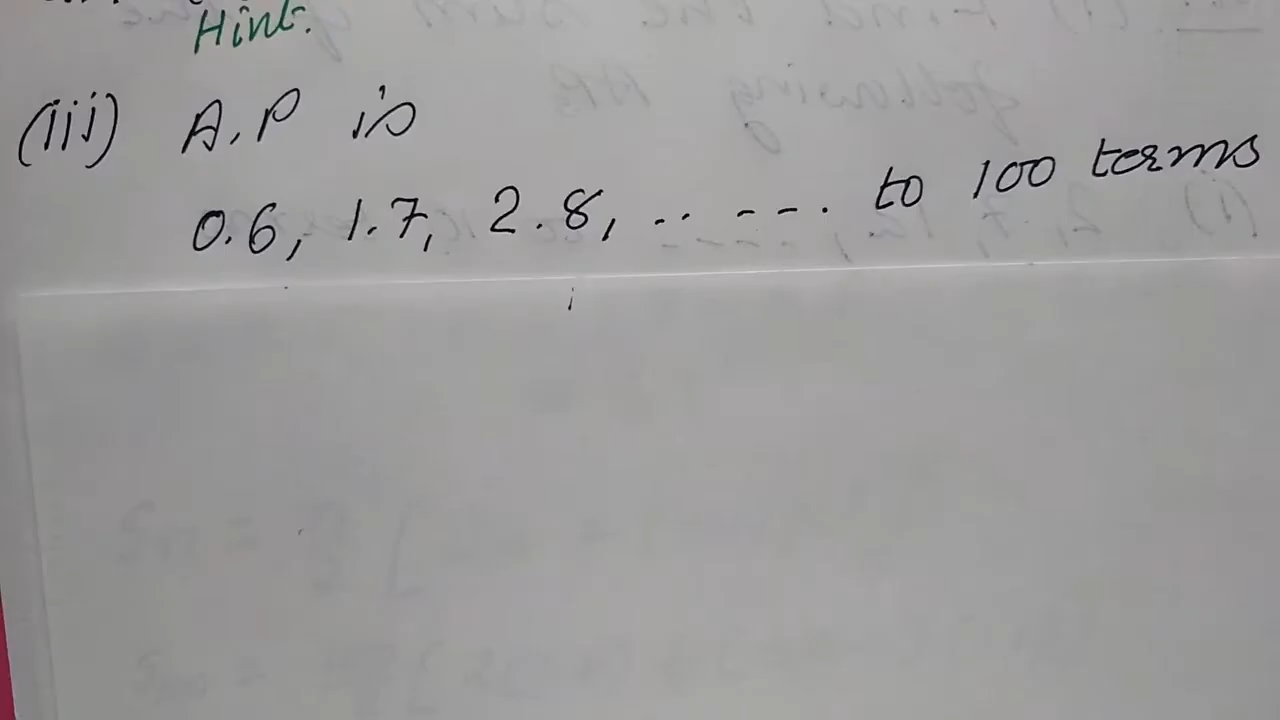 Hint:
(iii) A.P is
0.6, 1.7, 2.8, .. --- . to 100 terms